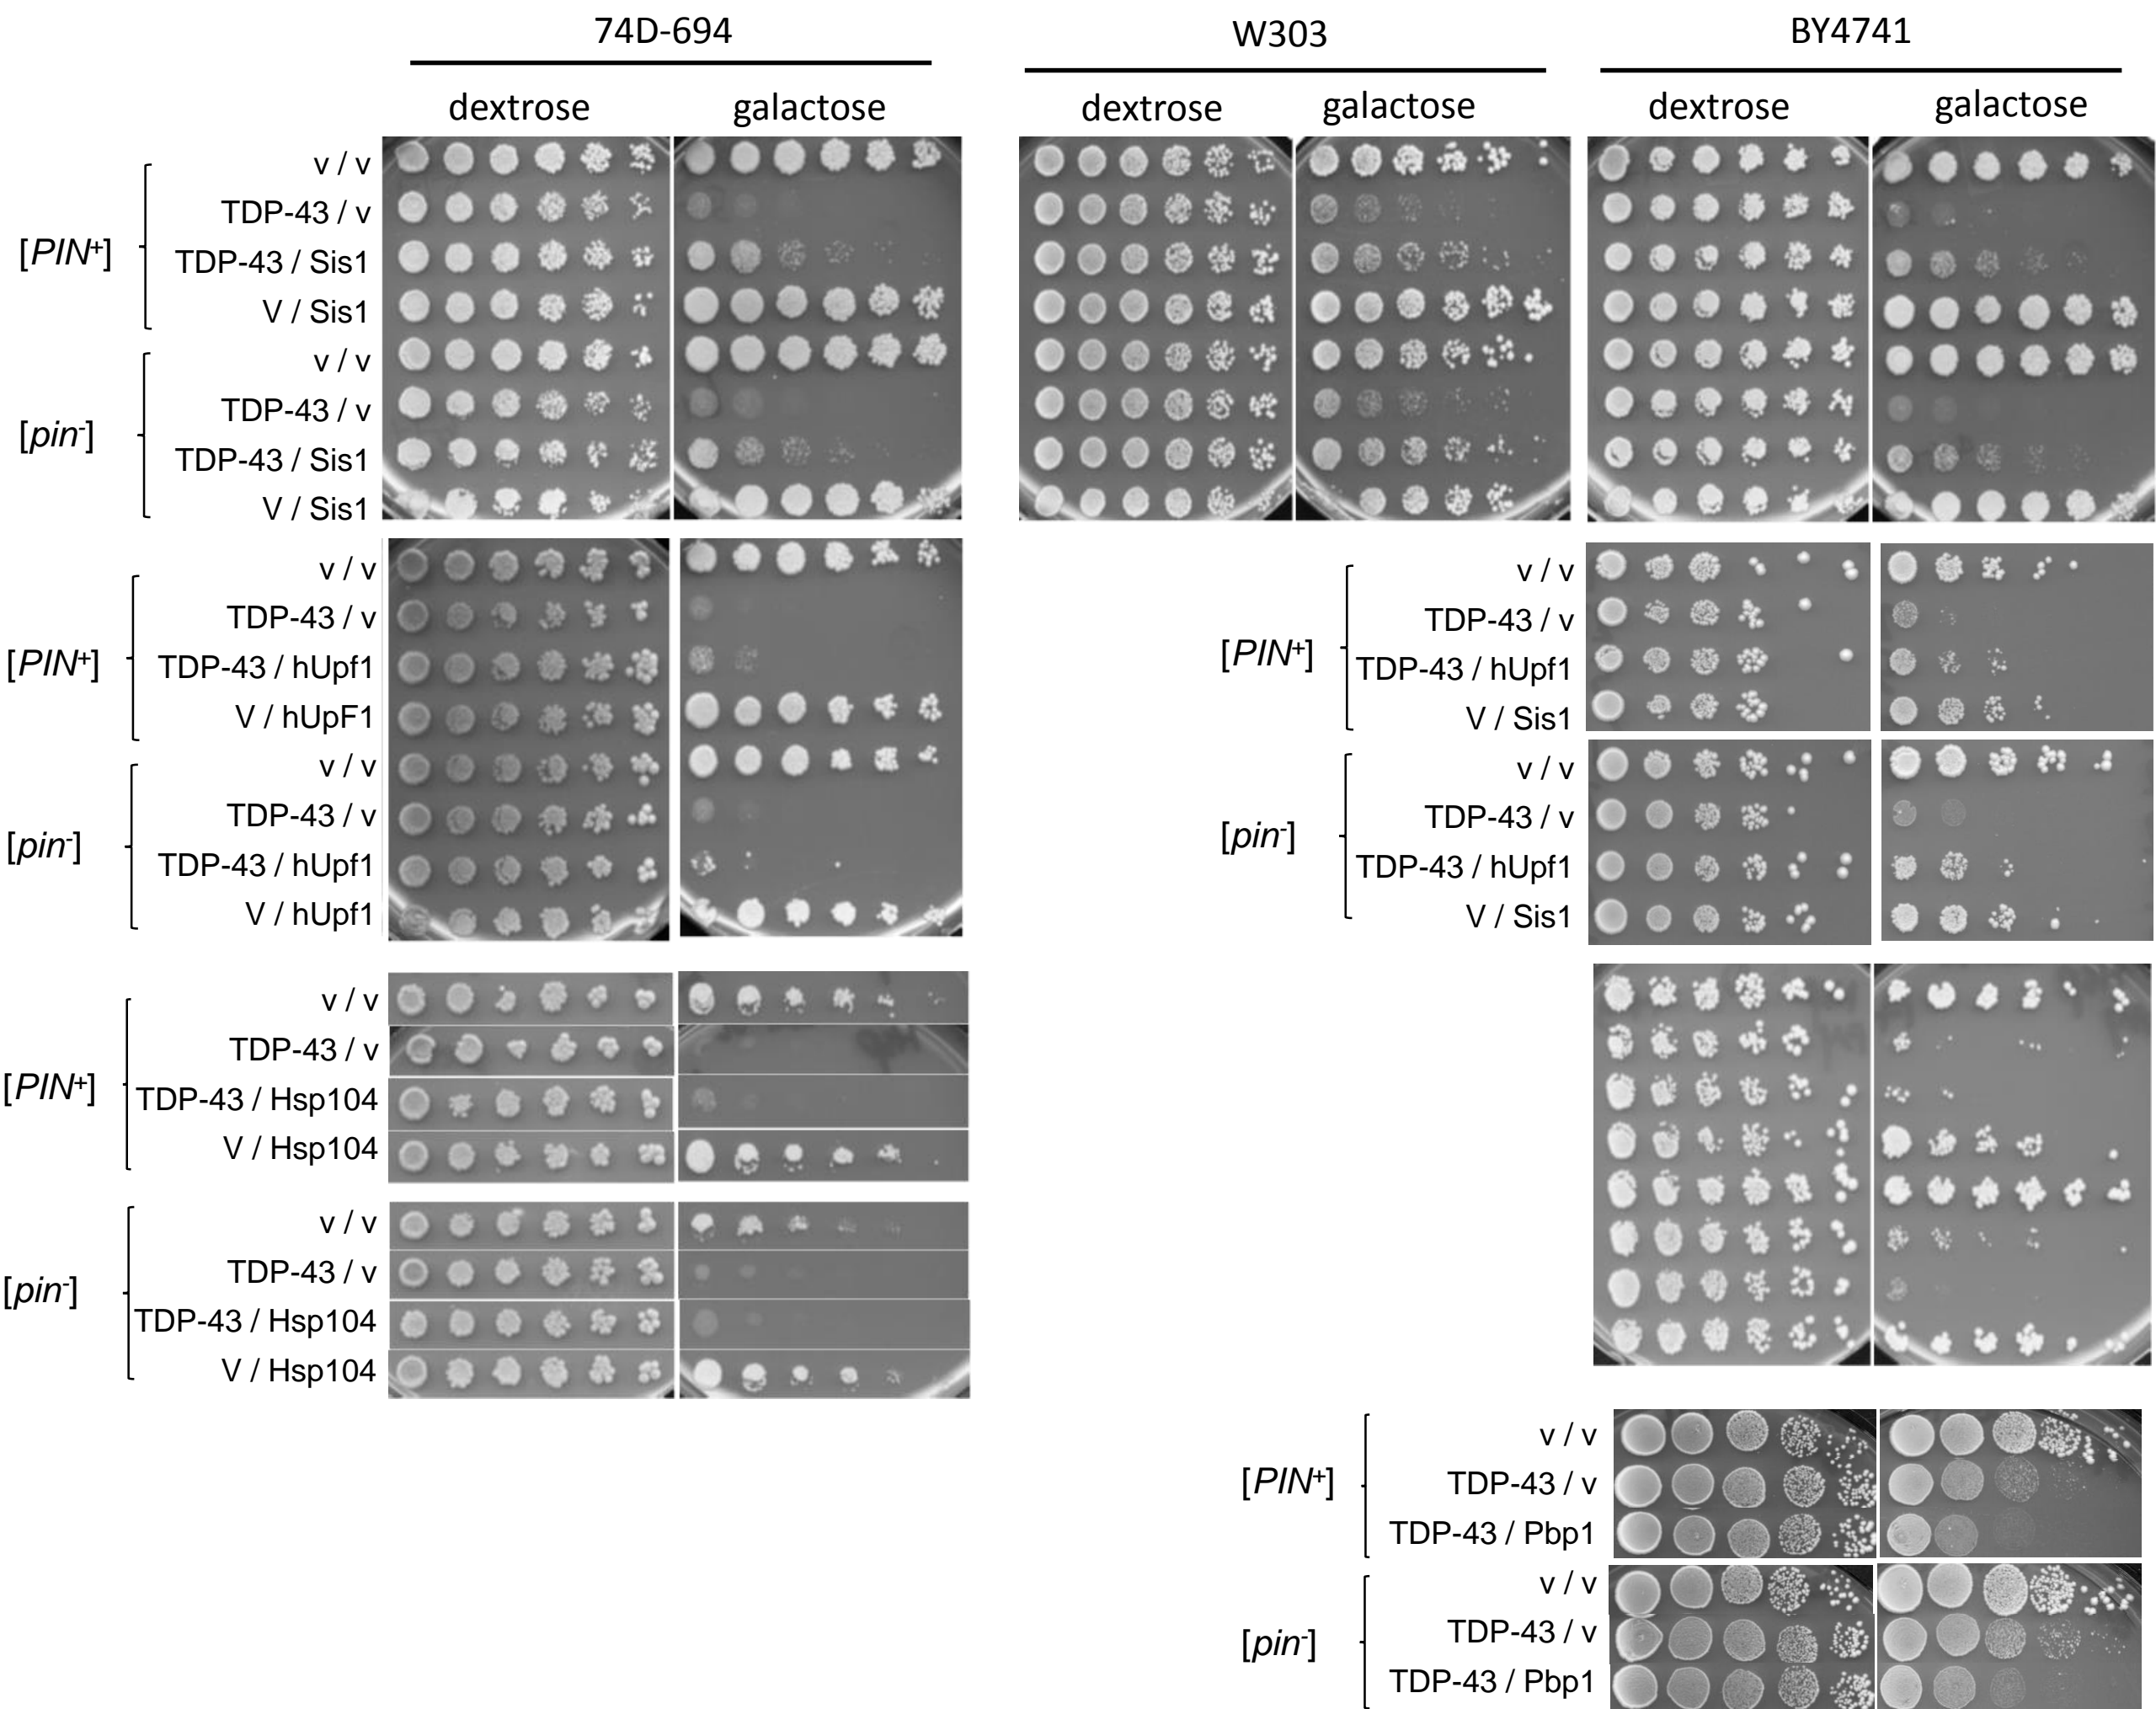 74D-694
W303
BY4741
dextrose
galactose
dextrose
galactose
dextrose
galactose
[PIN+]
v / v
TDP-43 / v
TDP-43 / Sis1
V / Sis1
[pin-]
v / v
TDP-43 / v
TDP-43 / Sis1
V / Sis1
[PIN+]
v / v
TDP-43 / v
TDP-43 / hUpf1
V / hUpF1
[pin-]
v / v
TDP-43 / v
TDP-43 / hUpf1
V / hUpf1
[PIN+]
v / v
TDP-43 / v
TDP-43 / hUpf1
V / Sis1
[pin-]
v / v
TDP-43 / v
TDP-43 / hUpf1
V / Sis1
[PIN+]
v / v
TDP-43 / v
TDP-43 / Hsp104
V / Hsp104
[pin-]
v / v
TDP-43 / v
TDP-43 / Hsp104
V / Hsp104
[PIN+]
v / v
TDP-43 / v
TDP-43 / Pbp1
[pin-]
v / v
TDP-43 / v
TDP-43 / Pbp1